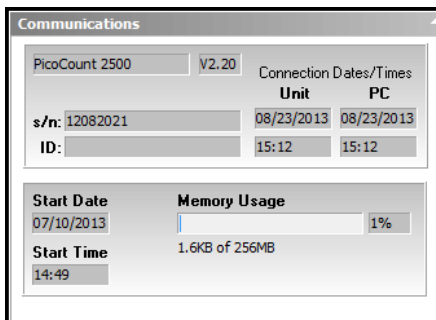 Communications
PicoCount 2500 V2.20
Connection Dates/Times
Unit PC
s/n: 12082021 08/23/2013 08/23/2013
ID: 15:12 15:12
Start Date Memory Usage
07/10/2013 1%
Start Time 1.6KB of 256MB
14:49